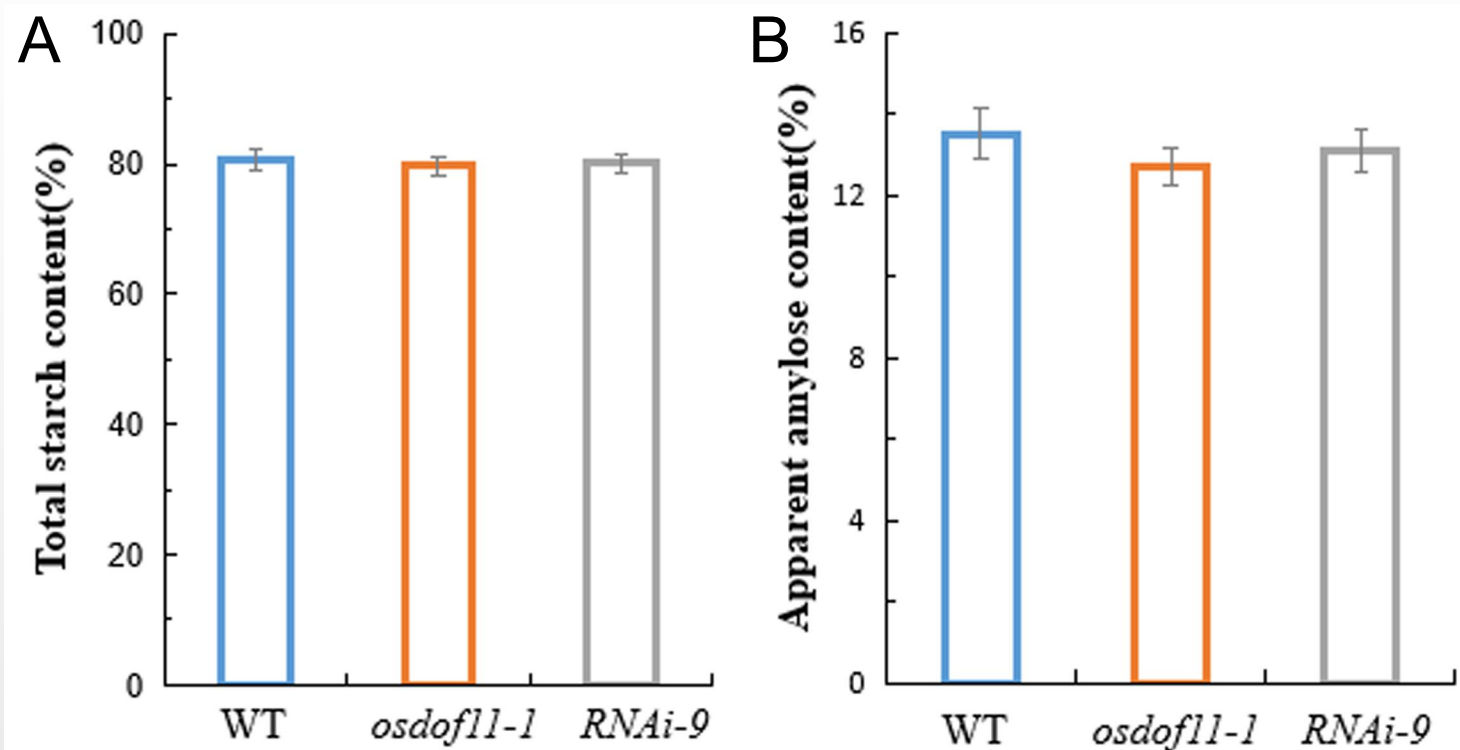 A
Total starch content(%)
100
80
60
40
20
0
WT osdof11-1 RNAi-9
B
Apparent amylose content(%)
16
12
8
4
0
WT osdof11-1 RNAi-9